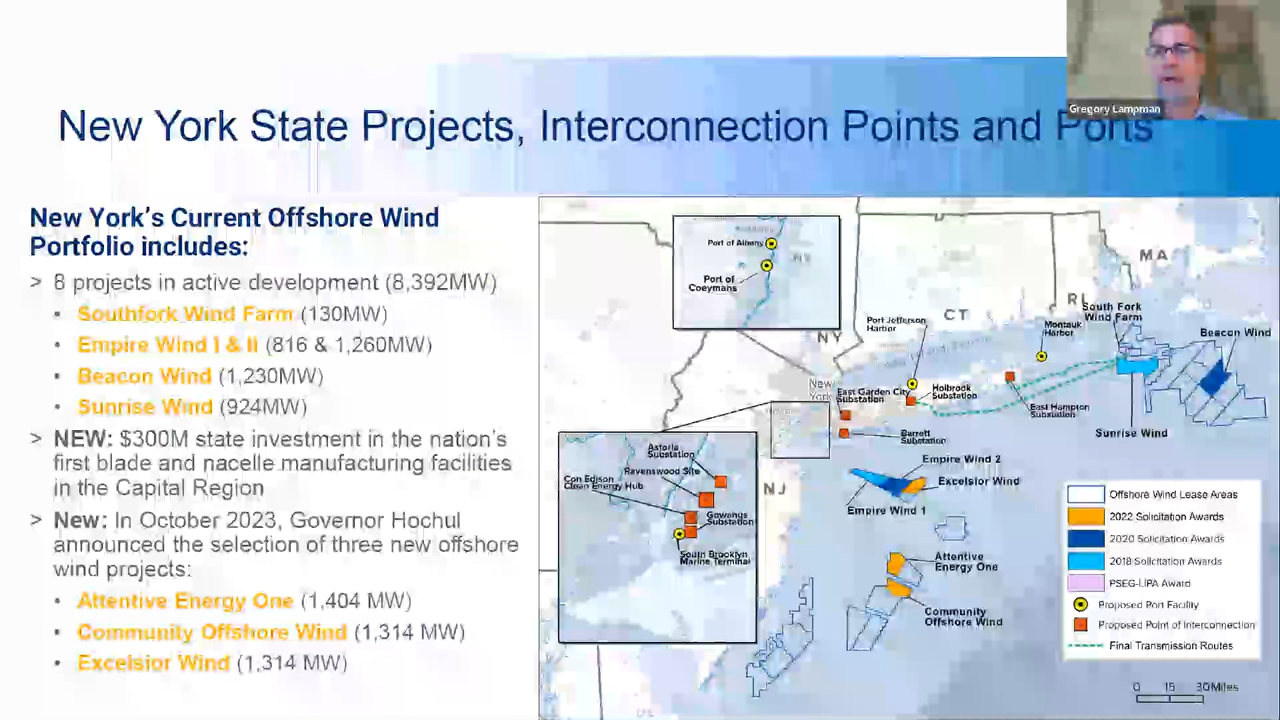 Gregory Lampman
New York State Projects, Interconnection Points and Ports
New York's Current Offshore Wind
Portfolio includes:
> 8 projects in active development (8,392MW)
• Southfork Wind Farm (130MW)
• Empire Wind I & II (816 & 1,260MW)
• Beacon Wind (1,230MW)
• Sunrise Wind (924MW)
> NEW: $300M state investment in the nation's
first blade and nacelle manufacturing facilities
in the Capital Region
> New: In October 2023, Governor Hochul
announced the selection of three new offshore
wind projects:
• Attentive Energy One (1,404 MW)
• Community Offshore Wind (1,314 MW)
• Excelsior Wind (1,314 MW)
Port of Albany
NY
Port of
Coeymans
MA
RI
CT
NY
NJ
South Fork
Wind Farm
Beacon Wind
Port Jefferson
Harbor
Montauk
Harbor
New
York
East Garden City
Substation
Holbrook
Substation
East Hampton
Substation
Barrett
Substation
Sunrise Wind
Empire Wind 2
Excelsior Wind
Empire Wind 1
Astoria
Substation
Ravenswood Site
Con Edison
Clean Energy Hub
Gowanus
Substation
South Brooklyn
Marine Terminal
Attentive
Energy One
Community
Offshore Wind
Offshore Wind Lease Areas
2022 Solicitation Awards
2020 Solicitation Awards
2018 Solicitation Awards
PSEG-LIPA Award
Proposed Port Facility
Proposed Point of Interconnection
Final Transmission Routes
0 15 30 Miles